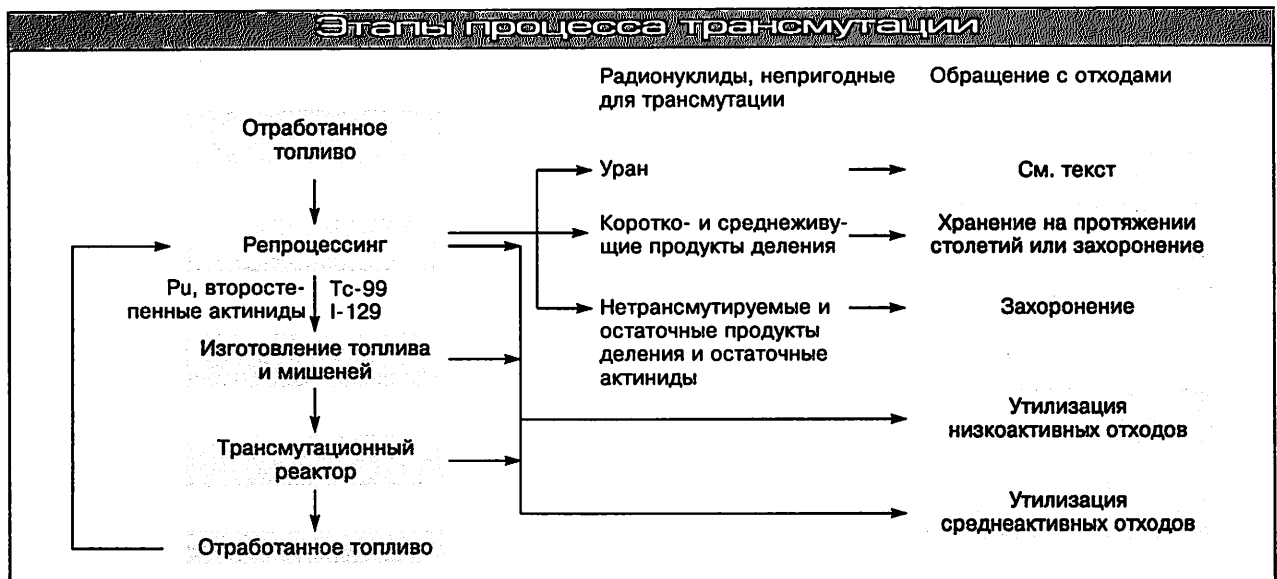 Этапы процесса трансмутации
Радионуклиды, непригодные
для трансмутации
Обращение с отходами
Отработанное
топливо
Уран
См. текст
Коротко- и среднеживу-
щие продукты деления
Хранение на протяжении
столетий или захоронение
Репроцессинг
Pu, второсте-
пенные актиниды
Tc-99
I-129
Нетрансмутируемые и
остаточные продукты
деления и остаточные
актиниды
Захоронение
Изготовление топлива
и мишеней
Утилизация
низкоактивных отходов
Трансмутационный
реактор
Утилизация
среднеактивных отходов
Отработанное топливо